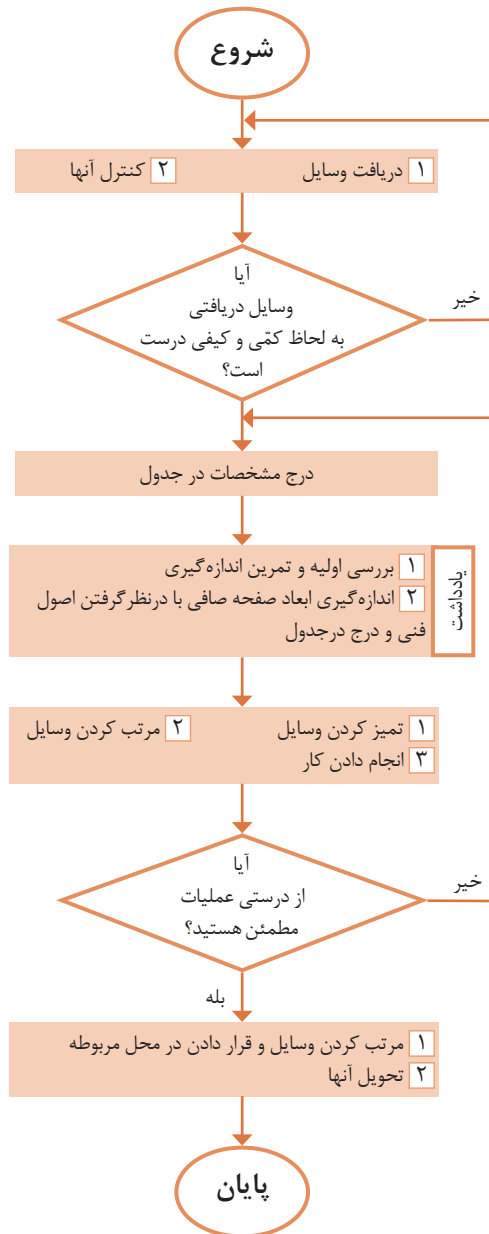 شروع
۱ دریافت وسایل ۲ کنترل آنها
آیا
وسایل دریافتی
به لحاظ کمّی و کیفی درست
است؟
خیر
درج مشخصات در جدول
یادداشت
۱ بررسی اولیه و تمرین اندازه‌گیری
۲ اندازه‌گیری ابعاد صفحه صافی با درنظرگرفتن اصول
فنی و درج درجدول
۱ تمیز کردن وسایل ۲ مرتب کردن وسایل
۳ انجام دادن کار
آیا
از درستی عملیات
مطمئن هستید؟
خیر
بله
۱ مرتب کردن وسایل و قرار دادن در محل مربوطه
۲ تحویل آنها
پایان